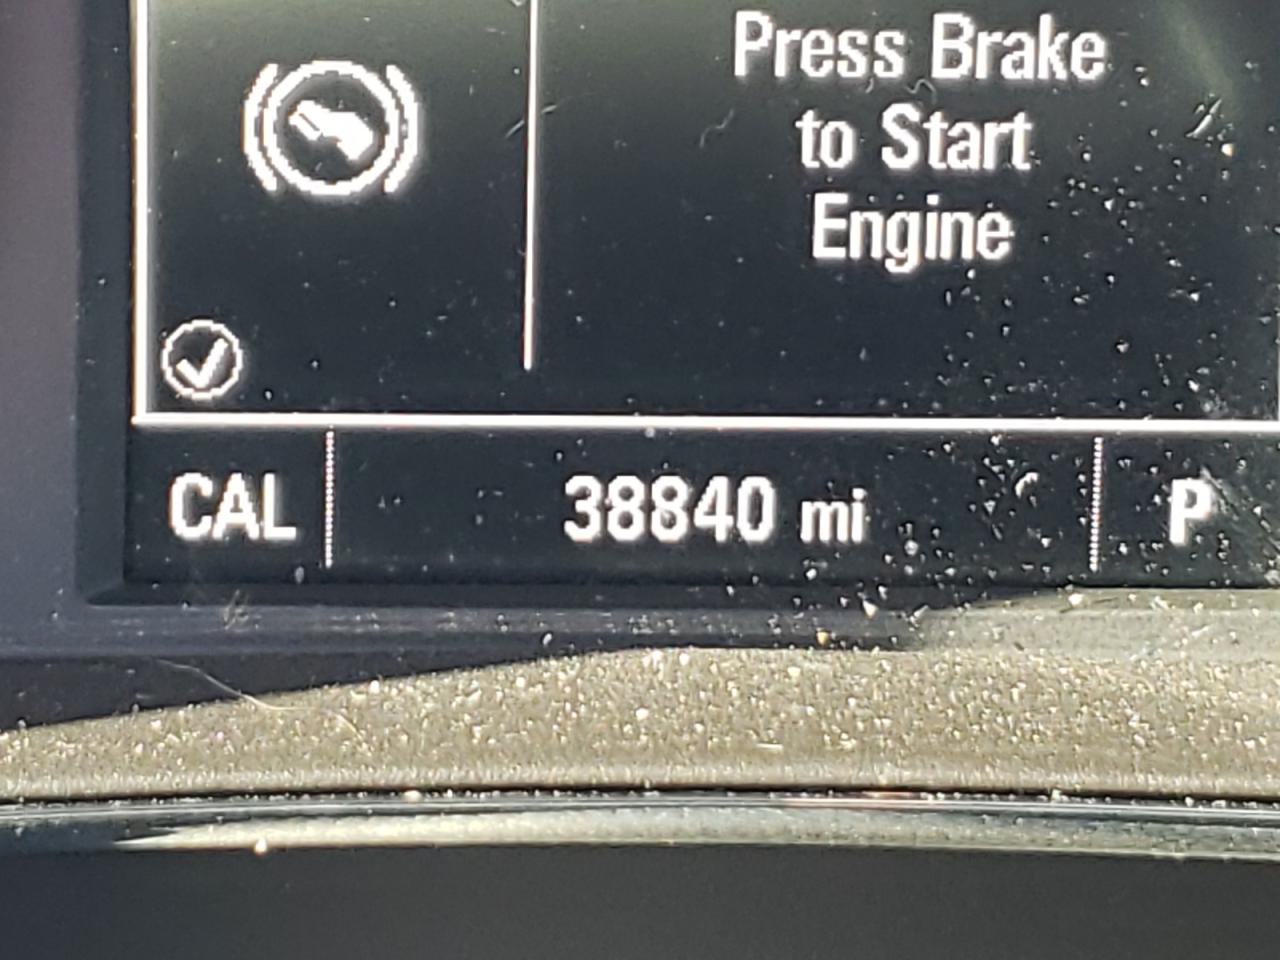 Press Brake
to Start
Engine
CAL
38840 mi
P